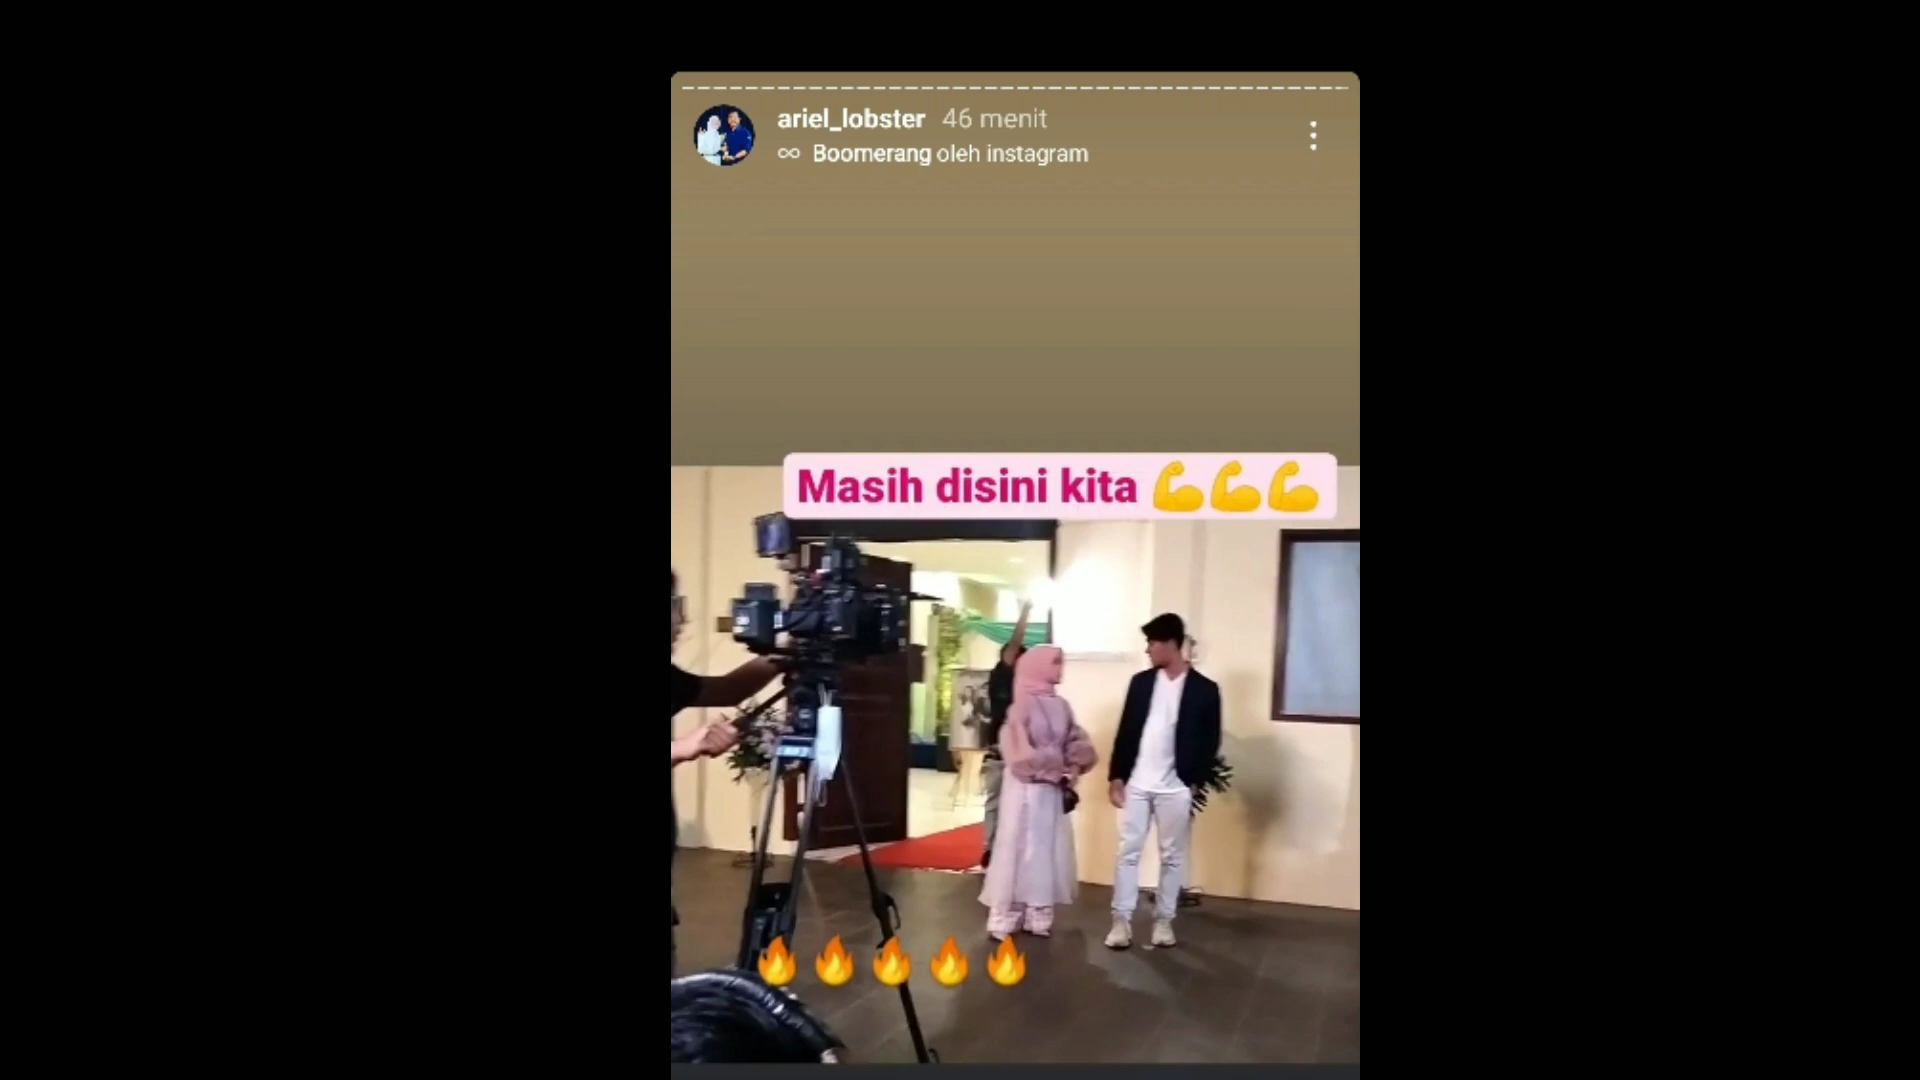 ariel_lobster 46 menit
∞ Boomerang oleh instagram
Masih disini kita 💪💪💪
🔥🔥🔥🔥🔥